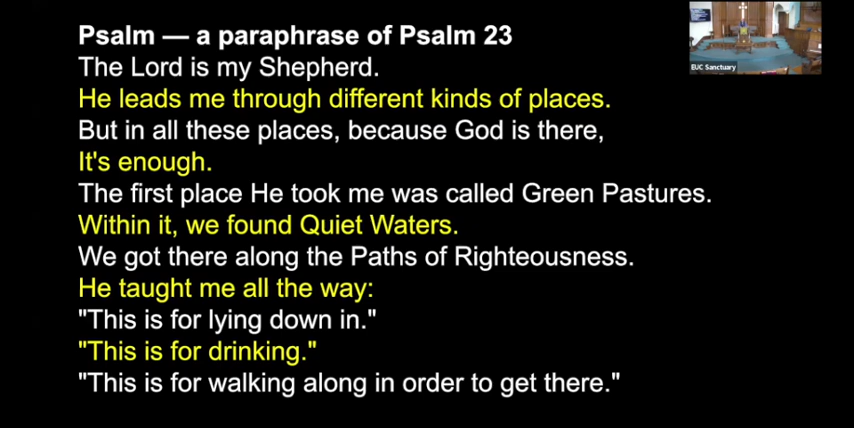 Psalm — a paraphrase of Psalm 23
The Lord is my Shepherd.
He leads me through different kinds of places.
But in all these places, because God is there,
It's enough.
The first place He took me was called Green Pastures.
Within it, we found Quiet Waters.
We got there along the Paths of Righteousness.
He taught me all the way:
"This is for lying down in."
"This is for drinking."
"This is for walking along in order to get there."
EUC Sanctuary